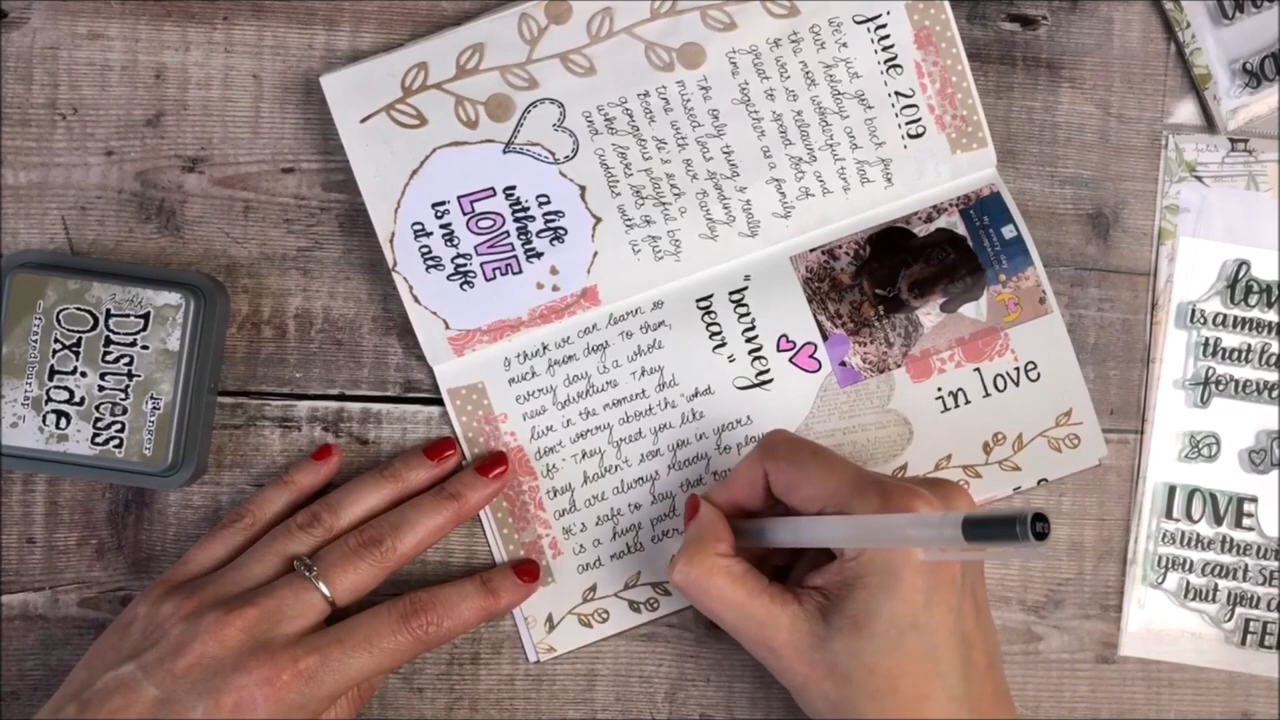 june 2019
we've just got back from
our holidays and had
the most wonderful time.
It was so relaxing and
great to spend lots of
time together as a family.
The only thing I really
missed was spending
time with our Barley
Bear. He's such a
gorgeous playful boy
who loves lots of fuss
and cuddles with us.
a life
without
LOVE
is no life
at all
My every day
work companion
"barney
bear"
in love
I think we can learn so
much from dogs. To them,
every day is a whole
new adventure. They
live in the moment and
don't worry about the "what
ifs". They greet you like
they haven't seen you in years
and are always ready to play
It's safe to say that
is a huge part
and makes
Distress
Oxide
Ranger
- frayed burlap -
is
that
forever
LOVE
is like the
you can't SE
but you
FE